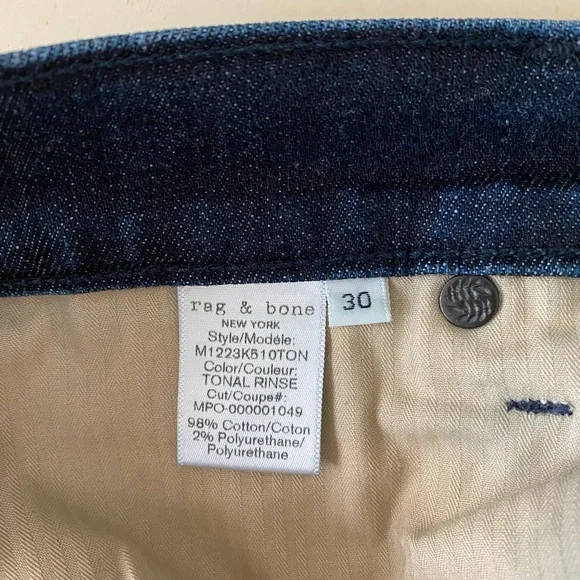 rag & bone
NEW YORK
Style/Modèle:
M1223K510TON
Color/Couleur:
TONAL RINSE
Cut/Coupe#:
MPO-000001049
98% Cotton/Coton
2% Polyurethane/
Polyuréthane
30